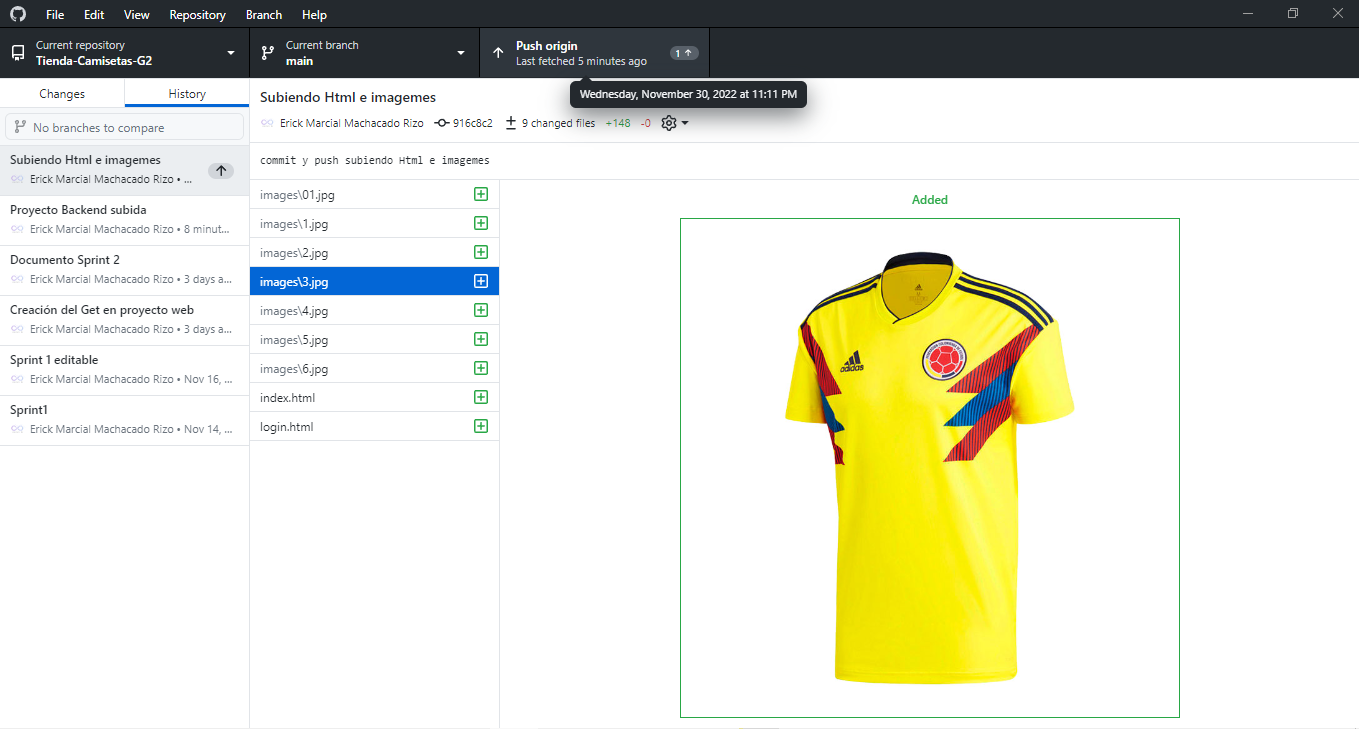 File Edit View Repository Branch Help
Current repository
Tienda-Camisetas-G2
Current branch
main
Push origin
Last fetched 5 minutes ago
1
Wednesday, November 30, 2022 at 11:11 PM
Changes
History
No branches to compare
Subiendo Html e imagemes
Erick Marcial Machacado Rizo • ...
Proyecto Backend subida
Erick Marcial Machacado Rizo • 8 minut...
Documento Sprint 2
Erick Marcial Machacado Rizo • 3 days a...
Creación del Get en proyecto web
Erick Marcial Machacado Rizo • 3 days a...
Sprint 1 editable
Erick Marcial Machacado Rizo • Nov 16, ...
Sprint1
Erick Marcial Machacado Rizo • Nov 14, ...
Subiendo Html e imagemes
Erick Marcial Machacado Rizo 916c8c2 9 changed files +148 -0
commit y push subiendo Html e imagemes
images\01.jpg
images\1.jpg
images\2.jpg
images\3.jpg
images\4.jpg
images\5.jpg
images\6.jpg
index.html
login.html
Added
adidas